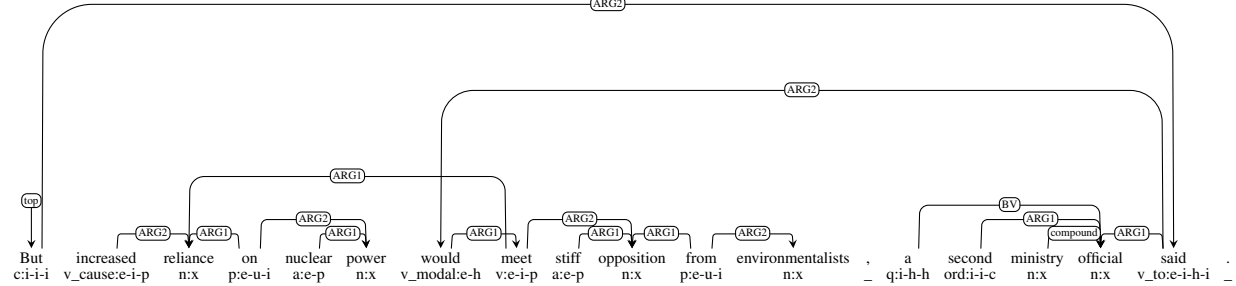 ARG2
ARG2
ARG1
top
ARG2
BV
ARG2
ARG1
ARG2
ARG1
ARG1
ARG1
ARG1
ARG1
ARG2
compound
ARG1
But increased reliance on nuclear power would meet stiff opposition from environmentalists , a second ministry official said .
c:i-i-i v_cause:e-i-p n:x p:e-u-i a:e-p n:x v_modal:e-h v:e-i-p a:e-p n:x p:e-u-i n:x _ q:i-h-h ord:i-i-c n:x n:x v_to:e-i-h-i _